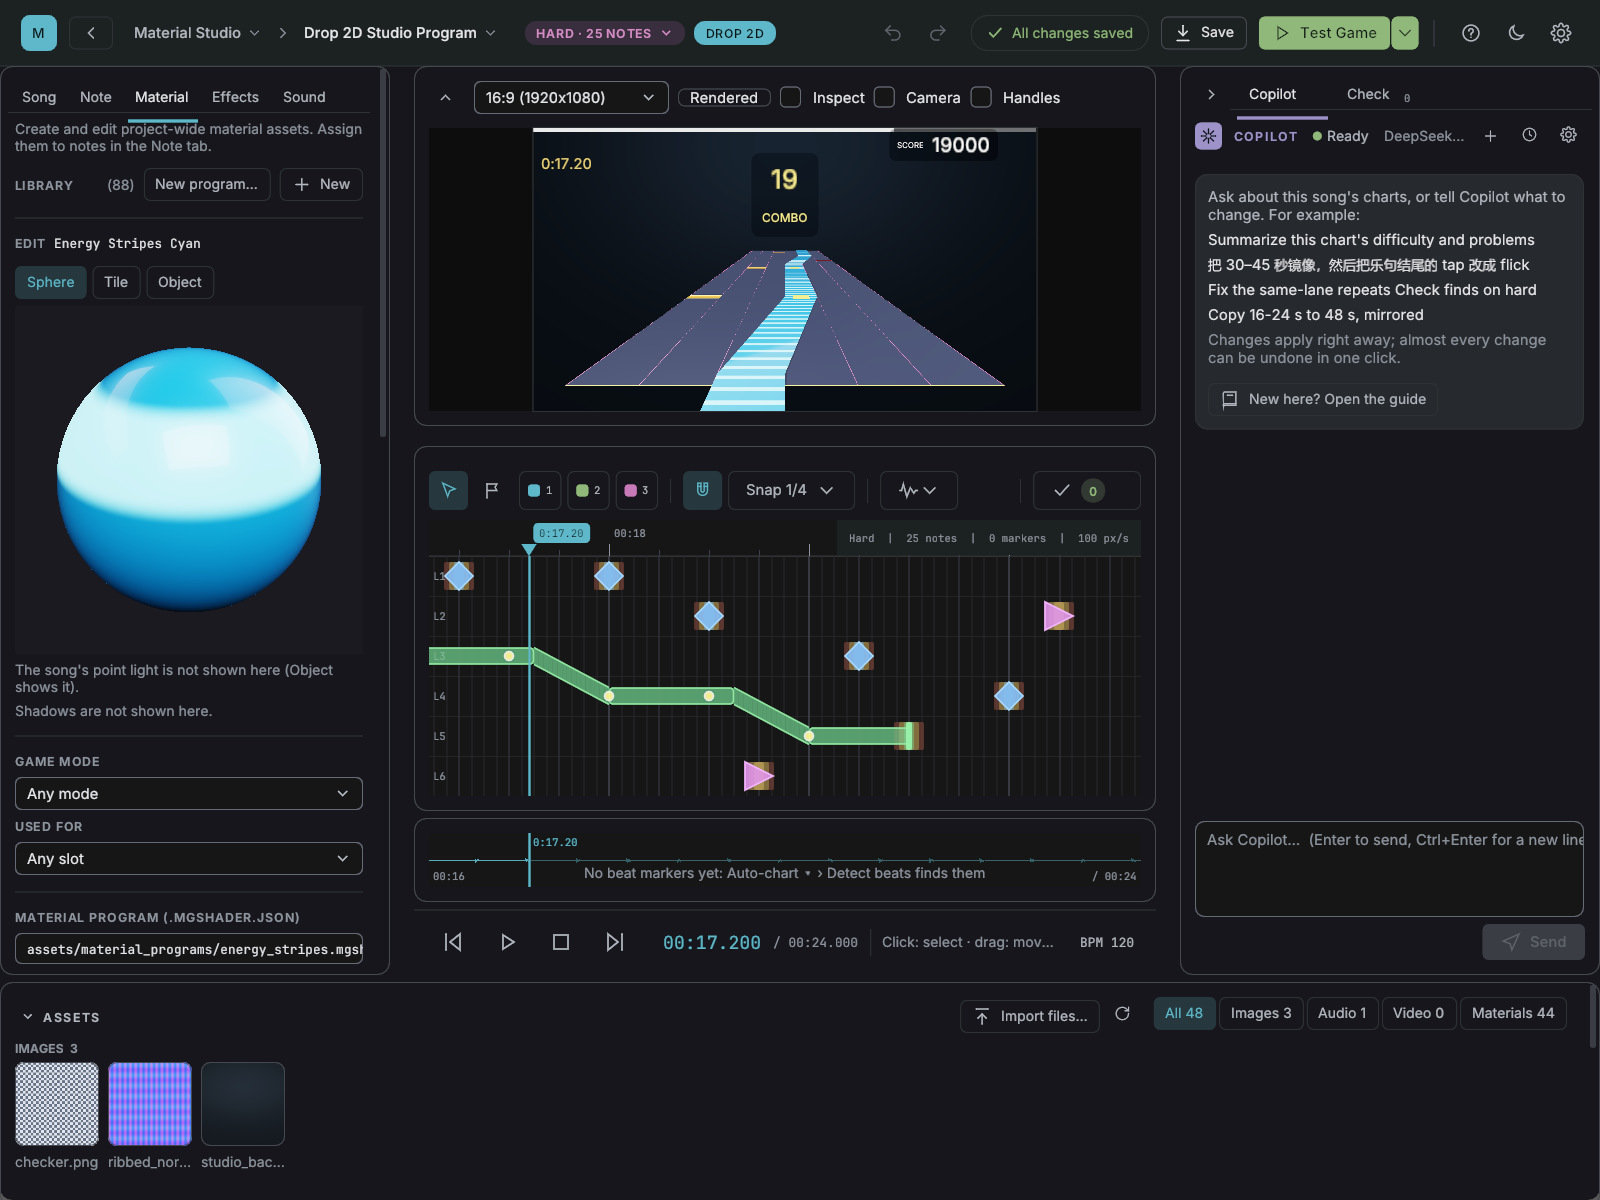 M
Material Studio
Drop 2D Studio Program
HARD · 25 NOTES
DROP 2D
All changes saved
Save
Test Game
Song
Note
Material
Effects
Sound
Create and edit project-wide material assets. Assign
them to notes in the Note tab.
LIBRARY
(88)
New program...
New
EDIT Energy Stripes Cyan
Sphere
Tile
Object
The song's point light is not shown here (Object
shows it).
Shadows are not shown here.
GAME MODE
Any mode
USED FOR
Any slot
MATERIAL PROGRAM (.MGSHADER.JSON)
assets/material_programs/energy_stripes.mgsh
16:9 (1920x1080)
Rendered
Inspect
Camera
Handles
0:17.20
SCORE 19000
19
COMBO
1
2
3
Snap 1/4
0
0:17.20
00:18
Hard | 25 notes | 0 markers | 100 px/s
L1
L2
L3
L4
L5
L6
0:17.20
00:16
No beat markers yet: Auto-chart ▾ › Detect beats finds them
/ 00:24
00:17.200 / 00:24.000
Click: select · drag: mov...
BPM 120
Copilot
Check 0
COPILOT
Ready
DeepSeek...
Ask about this song's charts, or tell Copilot what to
change. For example:
Summarize this chart's difficulty and problems
把 30–45 秒镜像，然后把乐句结尾的 tap 改成 flick
Fix the same-lane repeats Check finds on hard
Copy 16-24 s to 48 s, mirrored
Changes apply right away; almost every change
can be undone in one click.
New here? Open the guide
Ask Copilot... (Enter to send, Ctrl+Enter for a new line
Send
ASSETS
Import files...
All 48
Images 3
Audio 1
Video 0
Materials 44
IMAGES 3
checker.png
ribbed_nor...
studio_bac...